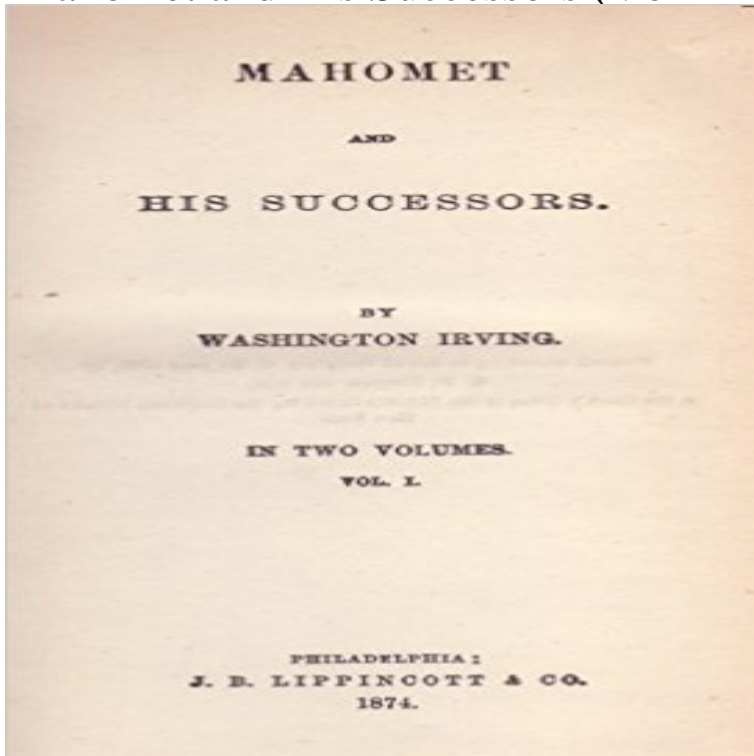 MAHOMET
AND
HIS SUCCESSORS.
BY
WASHINGTON IRVING.
IN TWO VOLUMES.
VOL. I.
PHILADELPHIA:
J. B. LIPPINCOTT & CO.
1874.